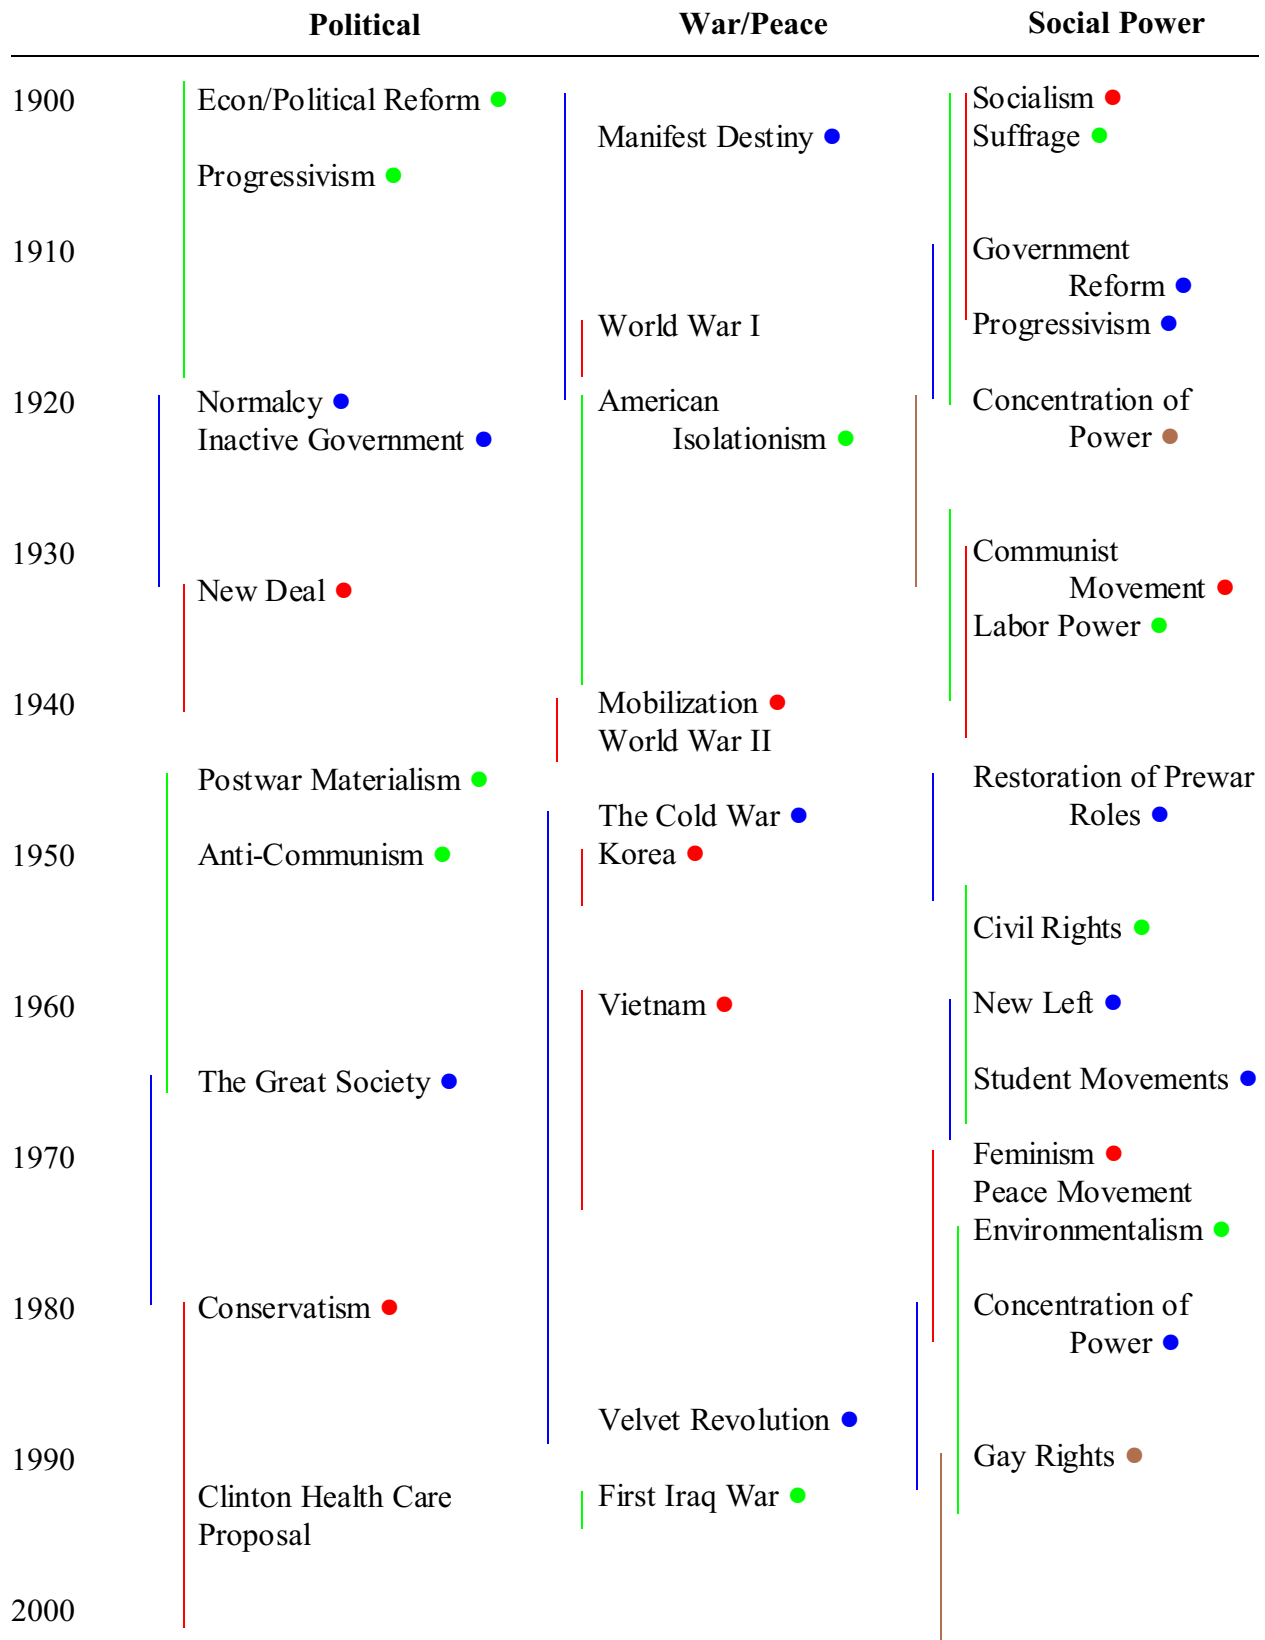 Political War/Peace Social Power
1900 Econ/Political Reform Socialism
Manifest Destiny Suffrage
Progressivism
1910 Government
Reform
World War I Progressivism
1920 Normalcy American Concentration of
Inactive Government Isolationism Power
1930 Communist
New Deal Movement
Labor Power
1940 Mobilization
World War II
Postwar Materialism Restoration of Prewar
The Cold War Roles
1950 Anti-Communism Korea
Civil Rights
1960 Vietnam New Left
The Great Society Student Movements
1970 Feminism
Peace Movement
Environmentalism
1980 Conservatism Concentration of
Power
Velvet Revolution
1990 Gay Rights
Clinton Health Care First Iraq War
Proposal
2000